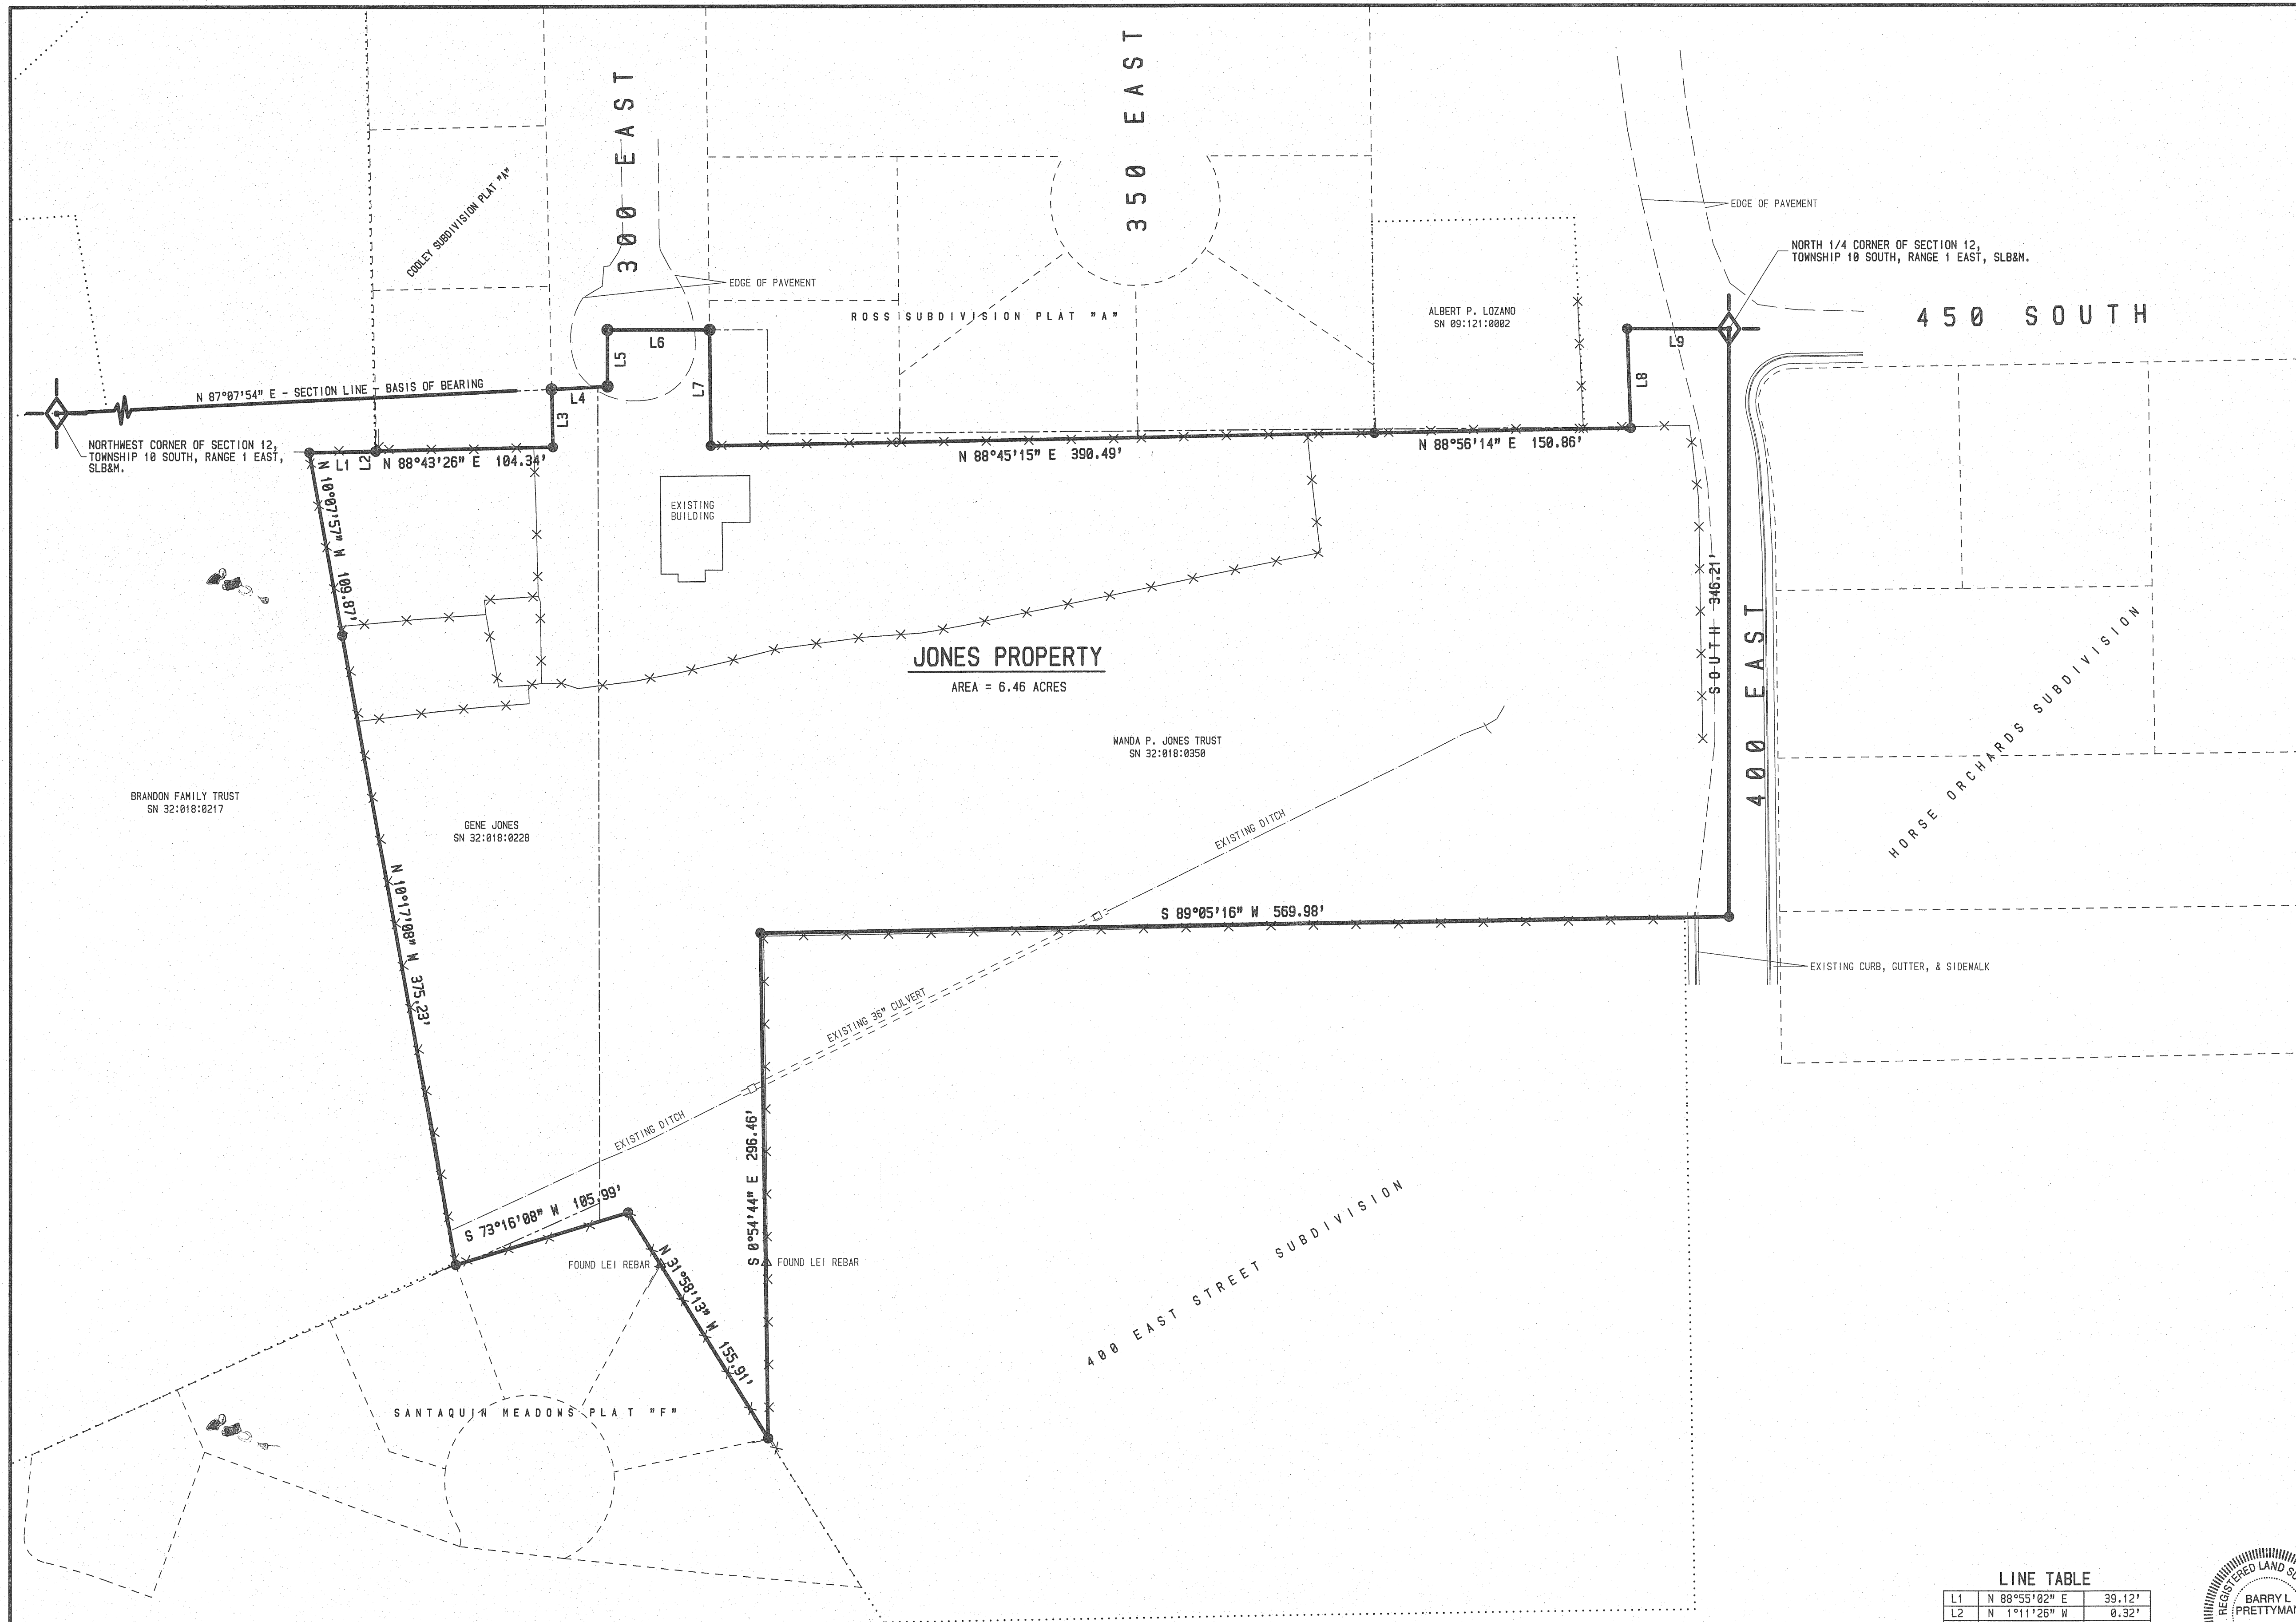 300 EAST
350 EAST
COOLEY SUBDIVISION PLAT "A"
EDGE OF PAVEMENT
EDGE OF PAVEMENT
NORTH 1/4 CORNER OF SECTION 12,
TOWNSHIP 10 SOUTH, RANGE 1 EAST, SLB&M.
450 SOUTH
ROSS SUBDIVISION PLAT "A"
ALBERT P. LOZANO
SN 09:121:0002
L9
L6
L5
L7
L8
N 87°07'54" E - SECTION LINE - BASIS OF BEARING
L4
L3
NORTHWEST CORNER OF SECTION 12,
TOWNSHIP 10 SOUTH, RANGE 1 EAST,
SLB&M.
L1
L2
N 88°43'26" E 104.34'
N 88°45'15" E 390.49'
N 88°56'14" E 150.86'
N 10°07'57" W 109.87'
EXISTING
BUILDING
SOUTH 346.21'
400 EAST
JONES PROPERTY
AREA = 6.46 ACRES
HORSE ORCHARDS SUBDIVISION
WANDA P. JONES TRUST
SN 32:018:0350
BRANDON FAMILY TRUST
SN 32:018:0217
GENE JONES
SN 32:018:0228
EXISTING DITCH
N 10°17'08" W 375.23'
S 89°05'16" W 569.98'
EXISTING CURB, GUTTER, & SIDEWALK
EXISTING 36" CULVERT
EXISTING DITCH
S 0°54'44" E 296.46'
S 73°16'08" W 105.99'
FOUND LEI REBAR
FOUND LEI REBAR
N 31°58'13" W 155.91'
400 EAST STREET SUBDIVISION
SANTAQUIN MEADOWS PLAT "F"
LINE TABLE
L1 N 88°55'02" E 39.12'
L2 N 1°11'26" W 0.32'
REGISTERED LAND
BARRY L
PRETTYMAN